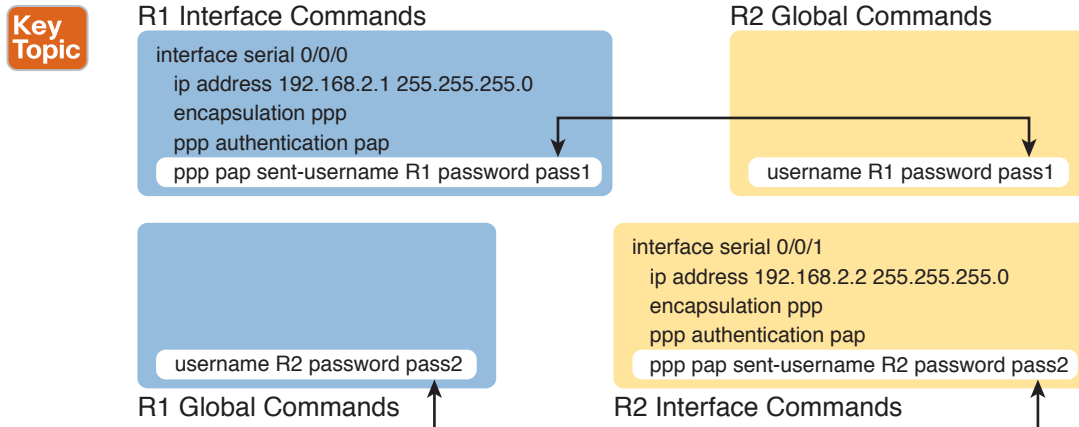 Key
Topic
R1 Interface Commands
interface serial 0/0/0
ip address 192.168.2.1 255.255.255.0
encapsulation ppp
ppp authentication pap
ppp pap sent-username R1 password pass1
R2 Global Commands
username R1 password pass1
username R2 password pass2
R1 Global Commands
interface serial 0/0/1
ip address 192.168.2.2 255.255.255.0
encapsulation ppp
ppp authentication pap
ppp pap sent-username R2 password pass2
R2 Interface Commands